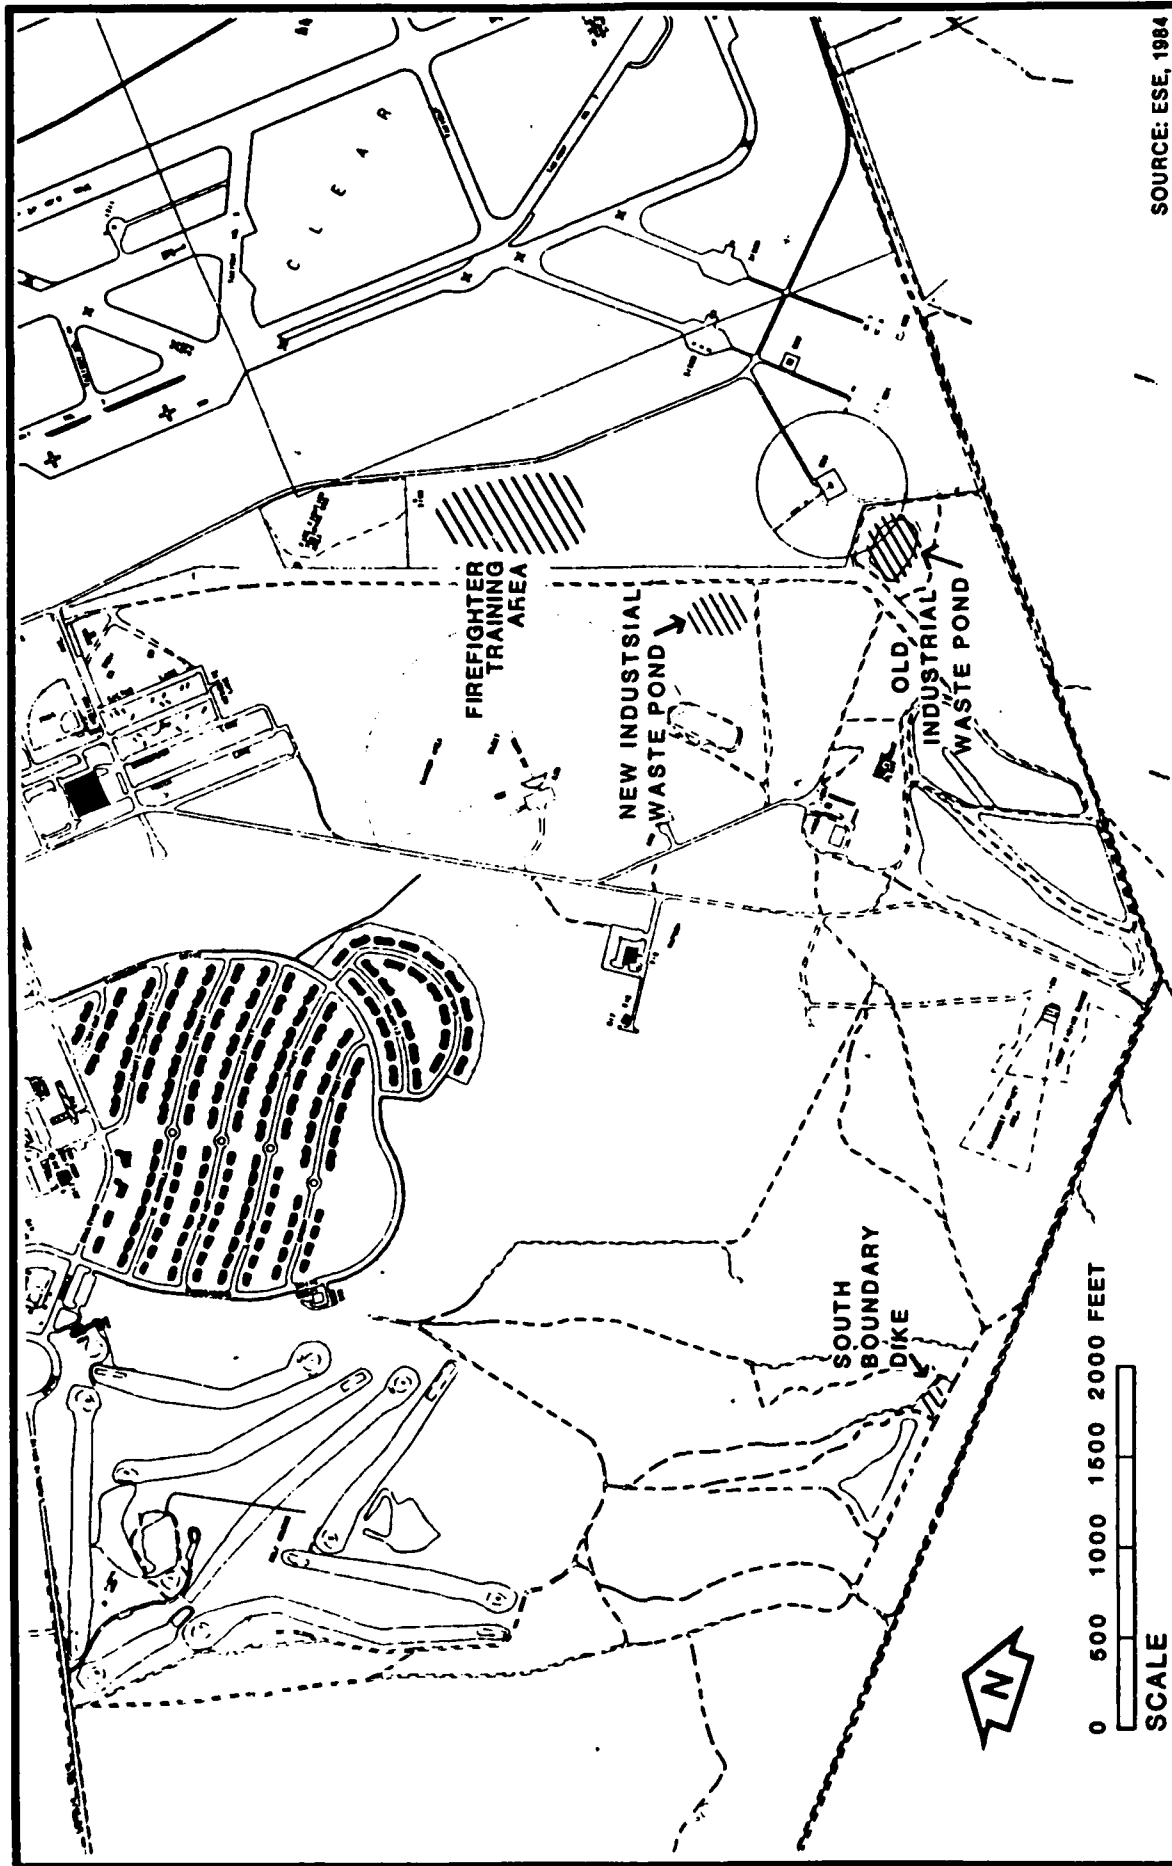 CLEAR
FIREFIGHTER
TRAINING
AREA
NEW INDUSTSIAL
WASTE POND
OLD
INDUSTRIAL
WASTE POND
SOUTH
BOUNDARY
DIKE
N
0 500 1000 1500 2000 FEET
SCALE
SOURCE: ESE, 1984